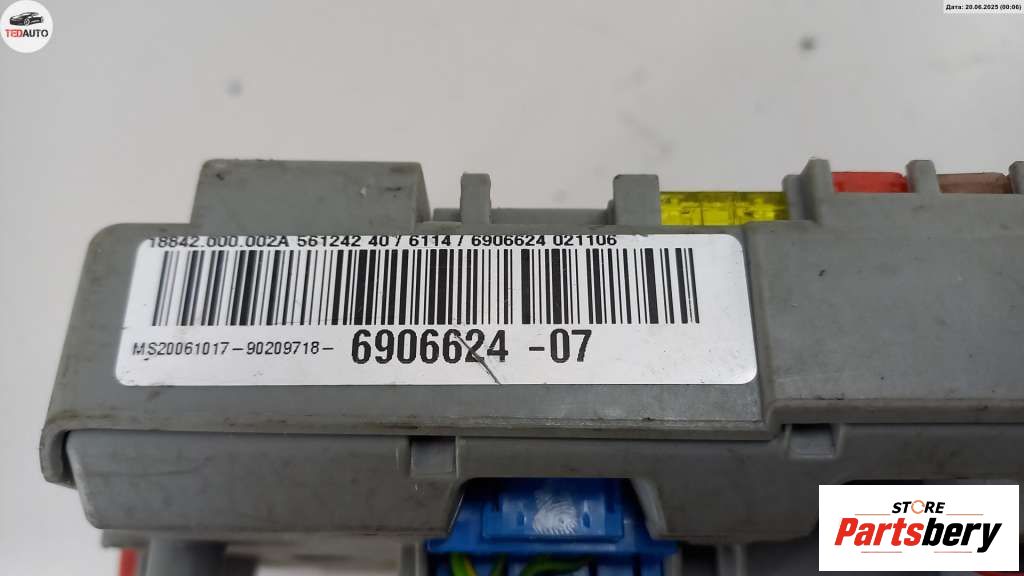 TEDAUTO
Дата: 20.06.2025 (00:06)
18842.000.002A 561242 40 / 6114 / 6906624 021106
MS20061017-90209718- 6906624 -07
STORE
Partsbery